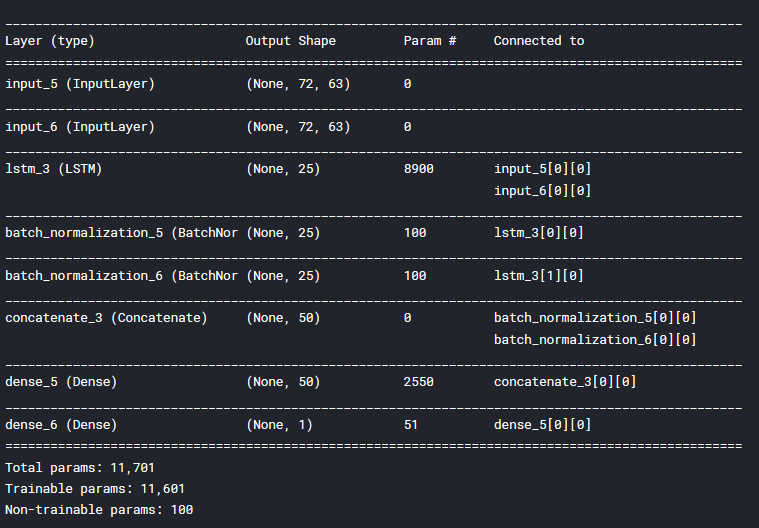 __________________________________________________________________________________________________
Layer (type)                    Output Shape         Param #     Connected to
==================================================================================================
input_5 (InputLayer)            (None, 72, 63)       0
__________________________________________________________________________________________________
input_6 (InputLayer)            (None, 72, 63)       0
__________________________________________________________________________________________________
lstm_3 (LSTM)                   (None, 25)           8900        input_5[0][0]
                                                                 input_6[0][0]
__________________________________________________________________________________________________
batch_normalization_5 (BatchNor (None, 25)           100         lstm_3[0][0]
__________________________________________________________________________________________________
batch_normalization_6 (BatchNor (None, 25)           100         lstm_3[1][0]
__________________________________________________________________________________________________
concatenate_3 (Concatenate)     (None, 50)           0           batch_normalization_5[0][0]
                                                                 batch_normalization_6[0][0]
__________________________________________________________________________________________________
dense_5 (Dense)                 (None, 50)           2550        concatenate_3[0][0]
__________________________________________________________________________________________________
dense_6 (Dense)                 (None, 1)            51          dense_5[0][0]
==================================================================================================
Total params: 11,701
Trainable params: 11,601
Non-trainable params: 100